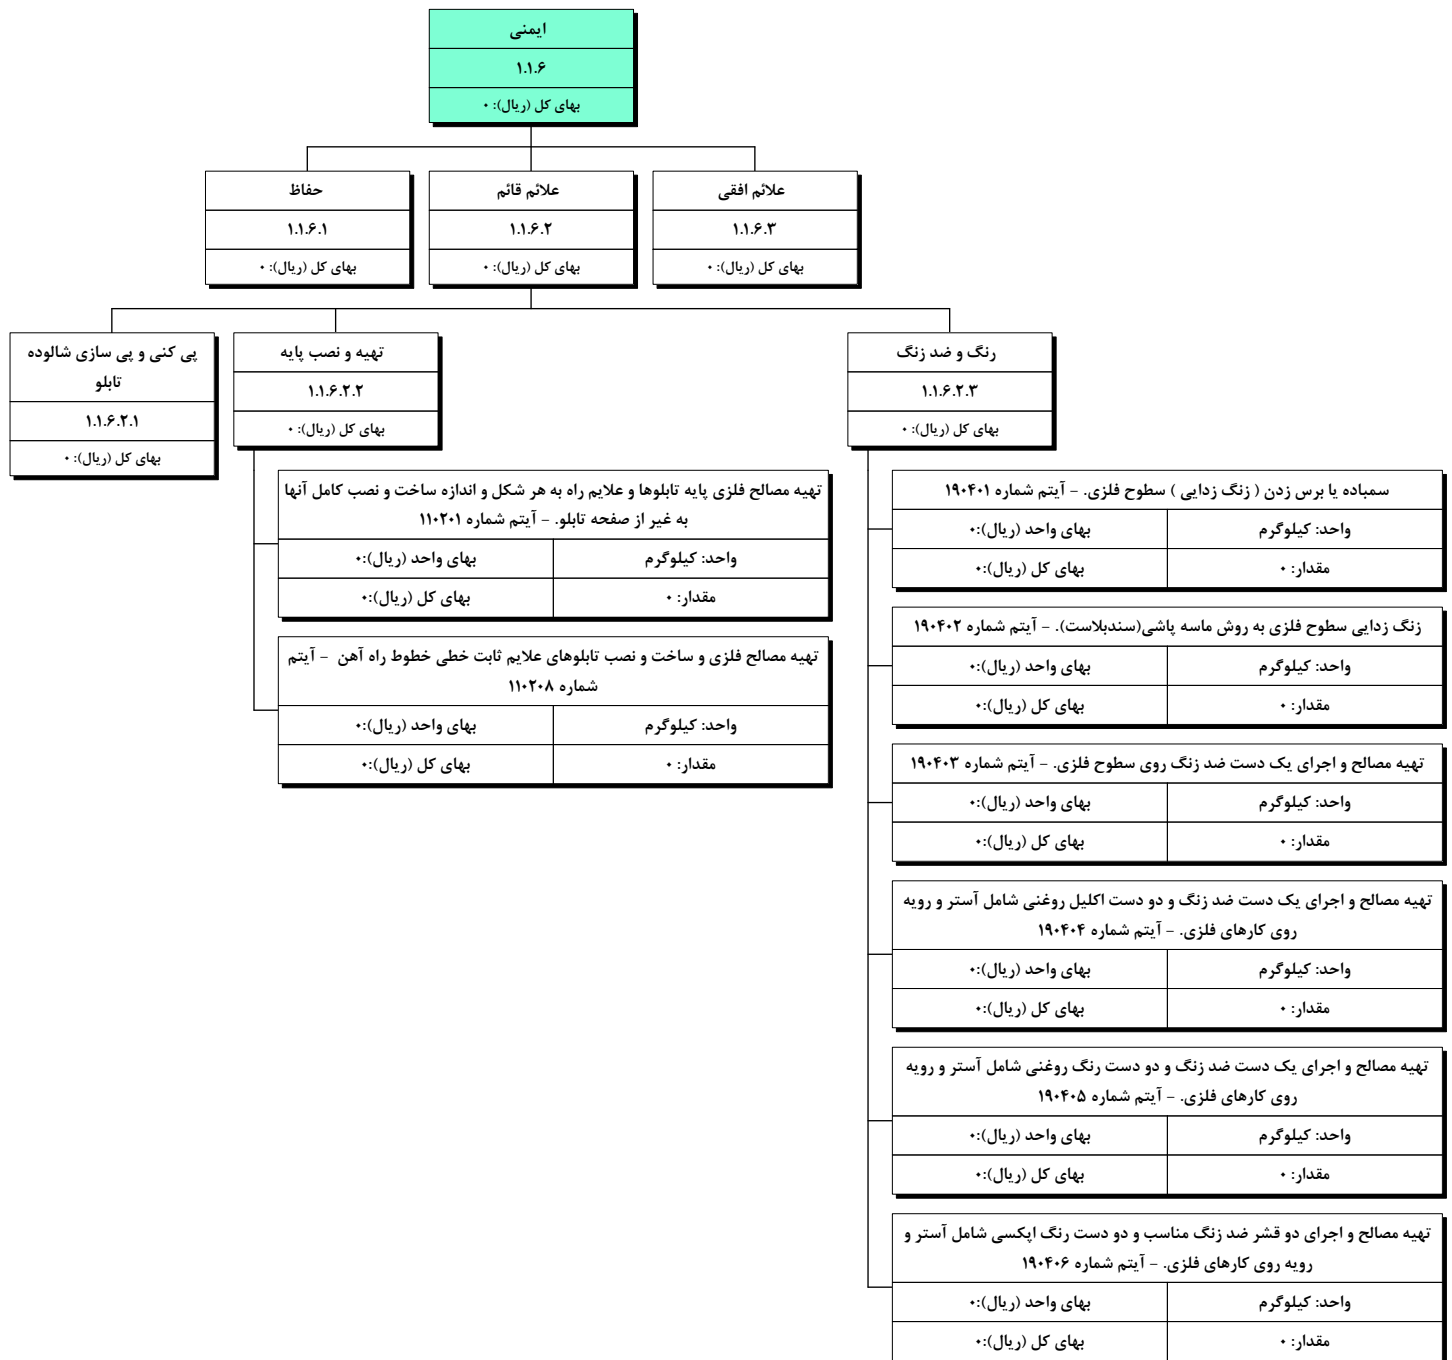 ایمنی
۱.۱.۶
بهای کل (ریال): ۰
حفاظ
۱.۱.۶.۱
بهای کل (ریال): ۰
علائم قائم
۱.۱.۶.۲
بهای کل (ریال): ۰
علائم افقی
۱.۱.۶.۳
بهای کل (ریال): ۰
پی کنی و پی سازی شالوده
تابلو
۱.۱.۶.۲.۱
بهای کل (ریال): ۰
تهیه و نصب پایه
۱.۱.۶.۲.۲
بهای کل (ریال): ۰
رنگ و ضد زنگ
۱.۱.۶.۲.۳
بهای کل (ریال): ۰
تهیه مصالح فلزی پایه تابلوها و علایم راه به هر شکل و اندازه ساخت و نصب کامل آنها
به غیر از صفحه تابلو. - آیتم شماره ۱۱۰۲۰۱
واحد: کیلوگرم بهای واحد (ریال):۰
مقدار: ۰ بهای کل (ریال):۰
تهیه مصالح فلزی و ساخت و نصب تابلوهای علایم ثابت خطی خطوط راه آهن - آیتم
شماره ۱۱۰۲۰۸
واحد: کیلوگرم بهای واحد (ریال):۰
مقدار: ۰ بهای کل (ریال):۰
سمباده یا برس زدن ( زنگ زدایی ) سطوح فلزی. - آیتم شماره ۱۹۰۴۰۱
واحد: کیلوگرم بهای واحد (ریال):۰
مقدار: ۰ بهای کل (ریال):۰
زنگ زدایی سطوح فلزی به روش ماسه پاشی(سندبلاست). - آیتم شماره ۱۹۰۴۰۲
واحد: کیلوگرم بهای واحد (ریال):۰
مقدار: ۰ بهای کل (ریال):۰
تهیه مصالح و اجرای یک دست ضد زنگ روی سطوح فلزی. - آیتم شماره ۱۹۰۴۰۳
واحد: کیلوگرم بهای واحد (ریال):۰
مقدار: ۰ بهای کل (ریال):۰
تهیه مصالح و اجرای یک دست ضد زنگ و دو دست اکلیل روغنی شامل آستر و رویه
روی کارهای فلزی. - آیتم شماره ۱۹۰۴۰۴
واحد: کیلوگرم بهای واحد (ریال):۰
مقدار: ۰ بهای کل (ریال):۰
تهیه مصالح و اجرای یک دست ضد زنگ و دو دست رنگ روغنی شامل آستر و رویه
روی کارهای فلزی. - آیتم شماره ۱۹۰۴۰۵
واحد: کیلوگرم بهای واحد (ریال):۰
مقدار: ۰ بهای کل (ریال):۰
تهیه مصالح و اجرای دو قشر ضد زنگ مناسب و دو دست رنگ اپکسی شامل آستر و
رویه روی کارهای فلزی. - آیتم شماره ۱۹۰۴۰۶
واحد: کیلوگرم بهای واحد (ریال):۰
مقدار: ۰ بهای کل (ریال):۰